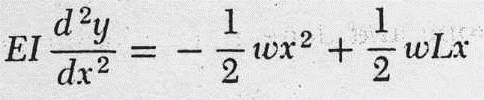 EI d²y/dx² = − 1/2 wx² + 1/2 wLx